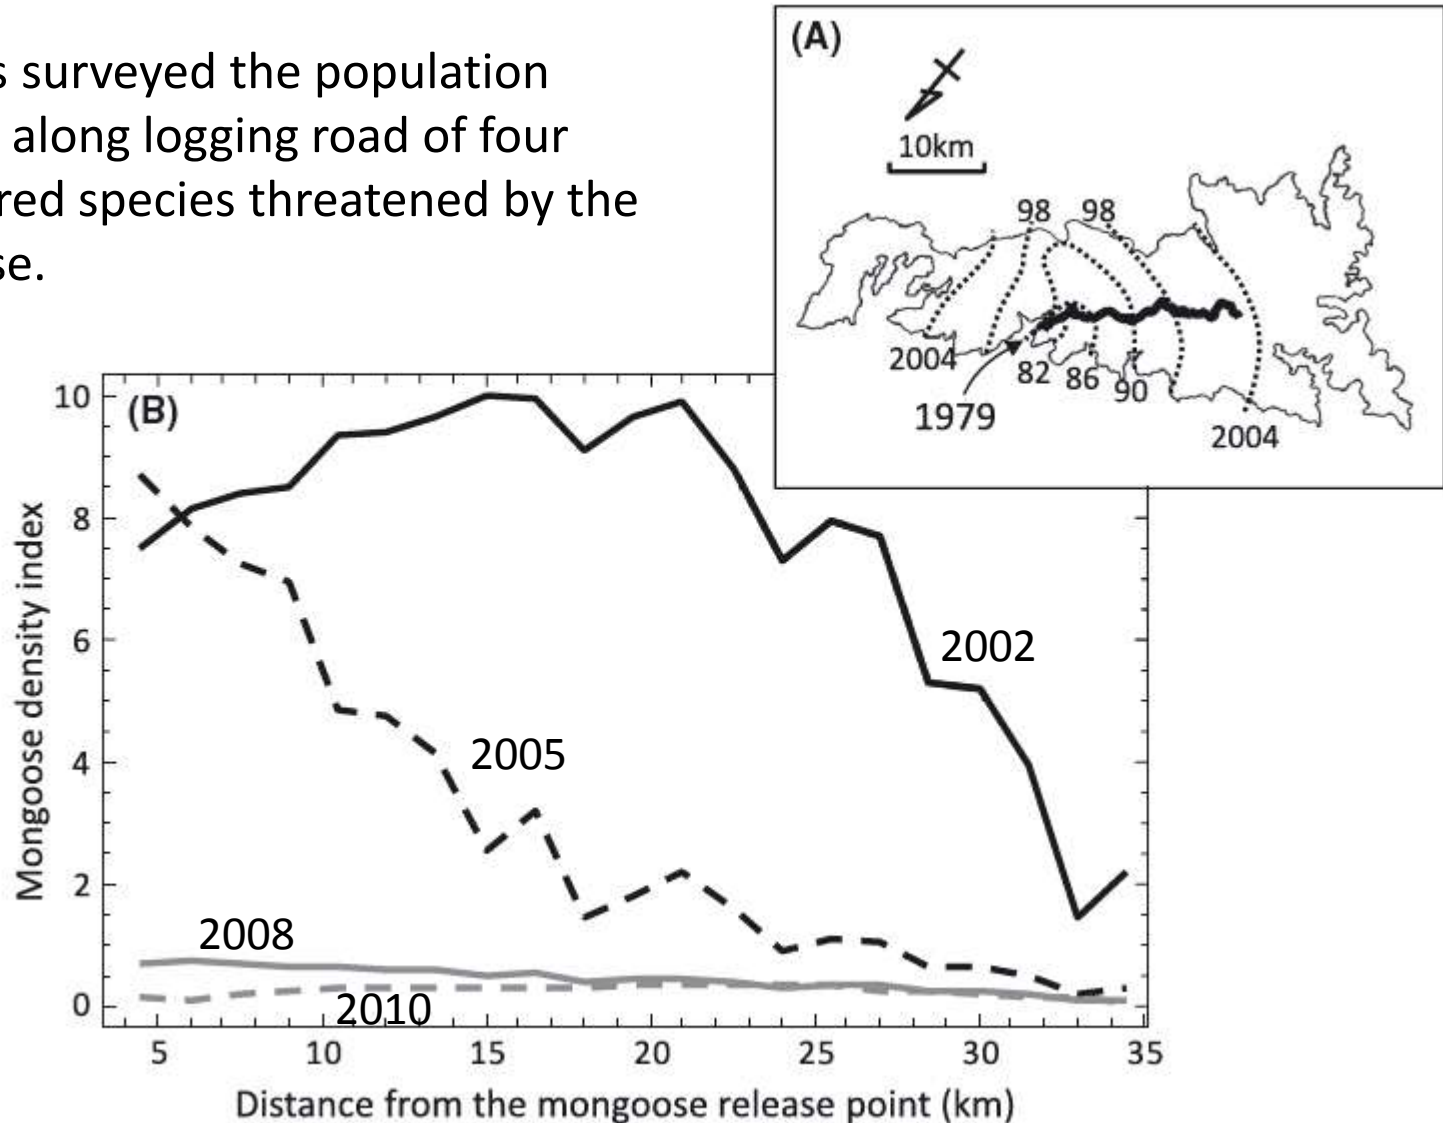 s surveyed the population
along logging road of four
red species threatened by the
se.
(A)
10km
98 98
2004 82 86 90
1979
2004
(B)
10
8
6
4
2
0
Mongoose density index
2002
2005
2008
2010
5 10 15 20 25 30 35
Distance from the mongoose release point (km)